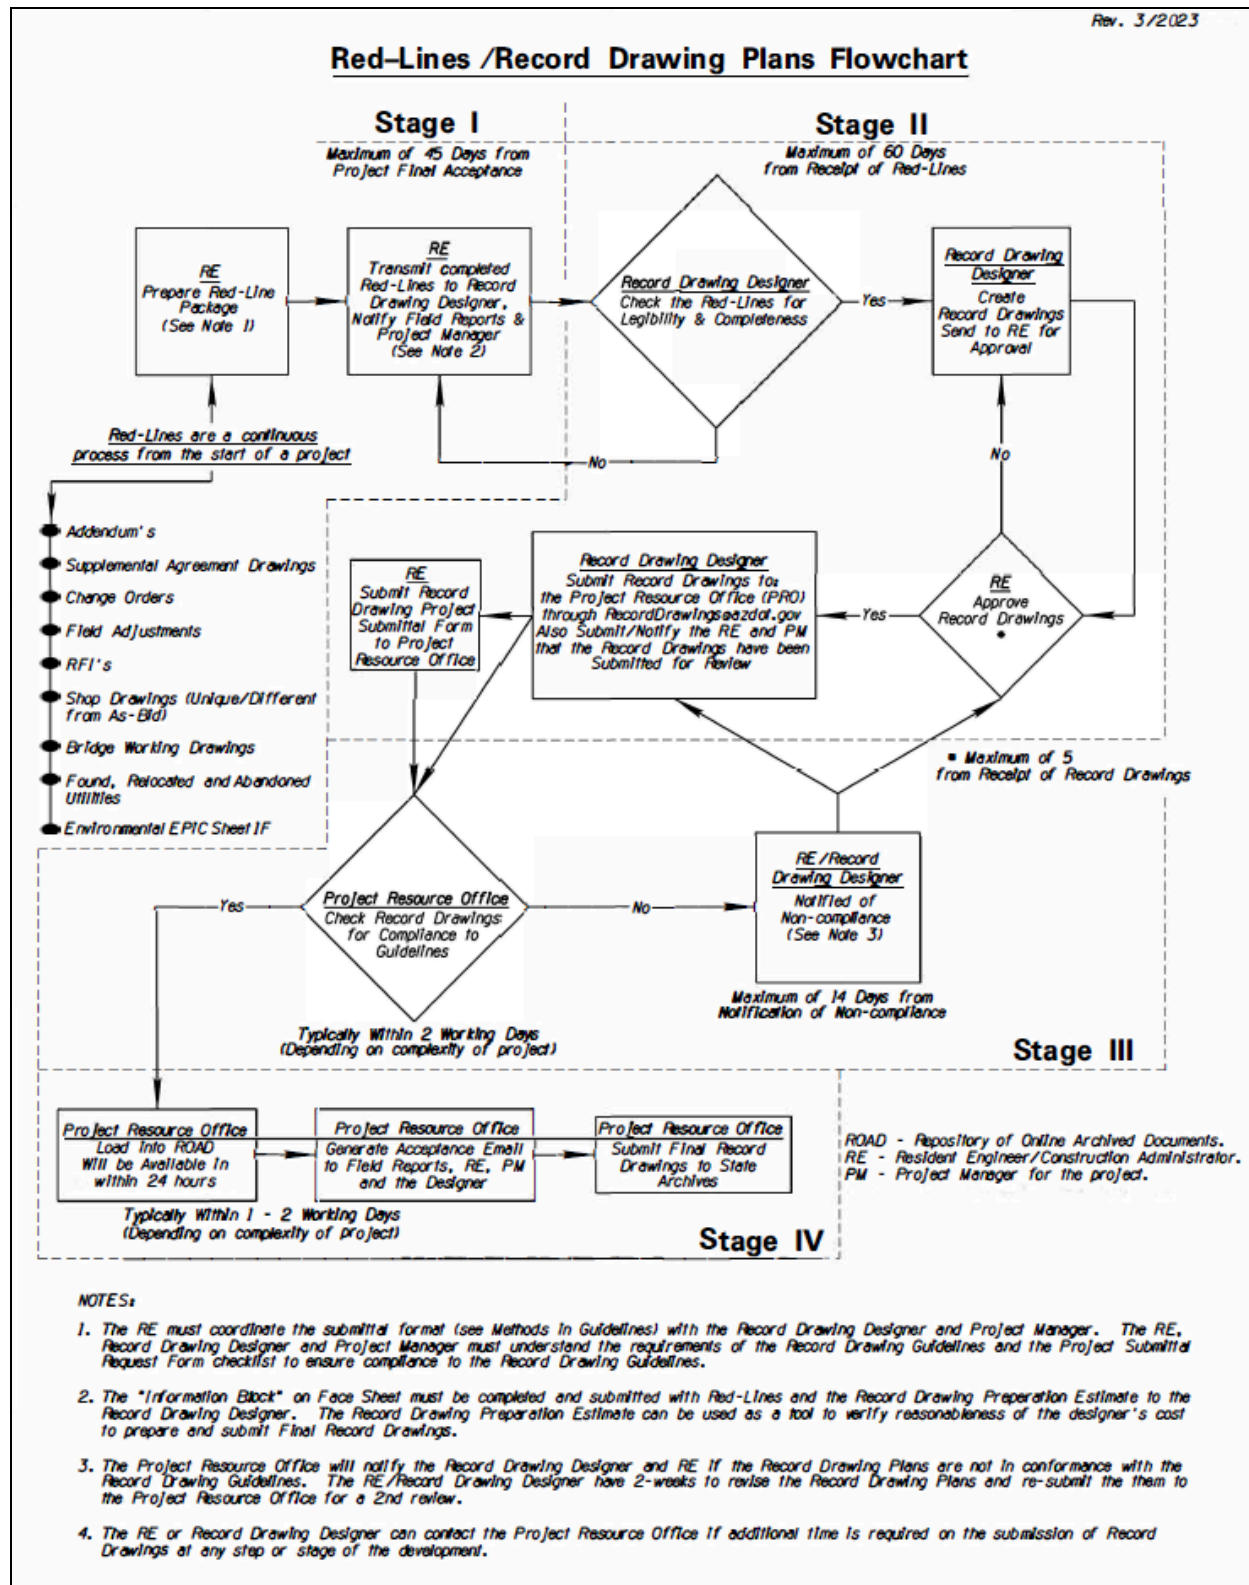 Rev. 3/2023
Red-Lines /Record Drawing Plans Flowchart
Stage I
Maximum of 45 Days from
Project Final Acceptance
Stage II
Maximum of 60 Days
from Receipt of Red-Lines
RE
Prepare Red-Line
Package
(See Note 1)
RE
Transmit completed
Red-Lines to Record
Drawing Designer,
Notify Field Reports &
Project Manager
(See Note 2)
Record Drawing Designer
Check the Red-Lines for
Legibility & Completeness
Yes
Record Drawing
Designer
Create
Record Drawings
Send to RE for
Approval
No
Red-Lines are a continuous
process from the start of a project
Addendum's
Supplemental Agreement Drawings
Change Orders
Field Adjustments
RFI's
Shop Drawings (Unique/Different
from As-Bid)
Bridge Working Drawings
Found, Relocated and Abandoned
Utilities
Environmental EPIC Sheet IF
No
RE
Approve
Record Drawings
*
Yes
Record Drawing Designer
Submit Record Drawings to:
the Project Resource Office (PRO)
through RecordDrawings@azdot.gov
Also Submit/Notify the RE and PM
that the Record Drawings have been
Submitted for Review
RE
Submit Record
Drawing Project
Submittal Form
to Project
Resource Office
* Maximum of 5
from Receipt of Record Drawings
Project Resource Office
Check Record Drawings
for Compliance to
Guidelines
Yes
No
RE/Record
Drawing Designer
Notified of
Non-compliance
(See Note 3)
Maximum of 14 Days from
Notification of Non-compliance
Typically Within 2 Working Days
(Depending on complexity of project)
Stage III
Project Resource Office
Load into ROAD
Will be Available in
within 24 hours
Project Resource Office
Generate Acceptance Email
to Field Reports, RE, PM
and the Designer
Project Resource Office
Submit Final Record
Drawings to State
Archives
Typically Within 1 - 2 Working Days
(Depending on complexity of project)
Stage IV
ROAD - Repository of Online Archived Documents.
RE - Resident Engineer/Construction Administrator.
PM - Project Manager for the project.
NOTES:
1. The RE must coordinate the submittal format (see Methods in Guidelines) with the Record Drawing Designer and Project Manager. The RE,
Record Drawing Designer and Project Manager must understand the requirements of the Record Drawing Guidelines and the Project Submittal
Request Form checklist to ensure compliance to the Record Drawing Guidelines.
2. The "Information Block" on Face Sheet must be completed and submitted with Red-Lines and the Record Drawing Preperation Estimate to the
Record Drawing Designer. The Record Drawing Preparation Estimate can be used as a tool to verify reasonableness of the designer's cost
to prepare and submit Final Record Drawings.
3. The Project Resource Office will notify the Record Drawing Designer and RE if the Record Drawing Plans are not in conformance with the
Record Drawing Guidelines. The RE/Record Drawing Designer have 2-weeks to revise the Record Drawing Plans and re-submit the them to
the Project Resource Office for a 2nd review.
4. The RE or Record Drawing Designer can contact the Project Resource Office if additional time is required on the submission of Record
Drawings at any step or stage of the development.